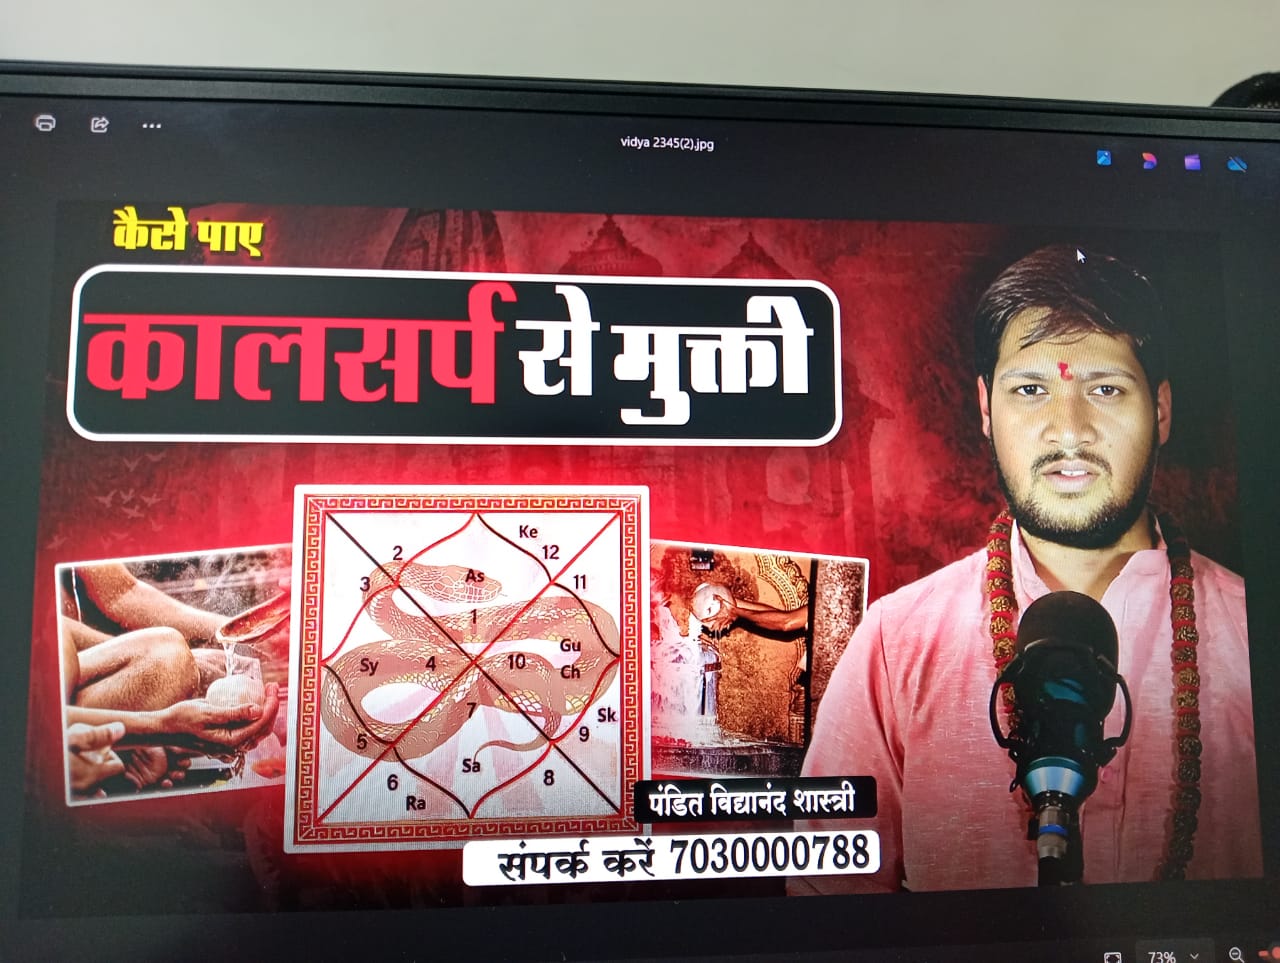 vidya 2345(2).jpg
कैसे पाए
कालसर्प से मुक्ती
Ke
2
12
3
As
11
1
Gu
Sy
4
10
Ch
7
Sk
5
9
Sa
6
8
Ra
पंडित विद्यानंद शास्त्री
संपर्क करें 7030000788
73%